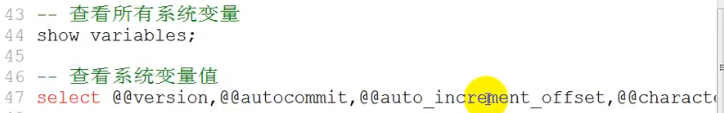 43 -- 查看所有系统变量
44 show variables;
45
46 -- 查看系统变量值
47 select @@version,@@autocommit,@@auto_increment_offset,@@characte